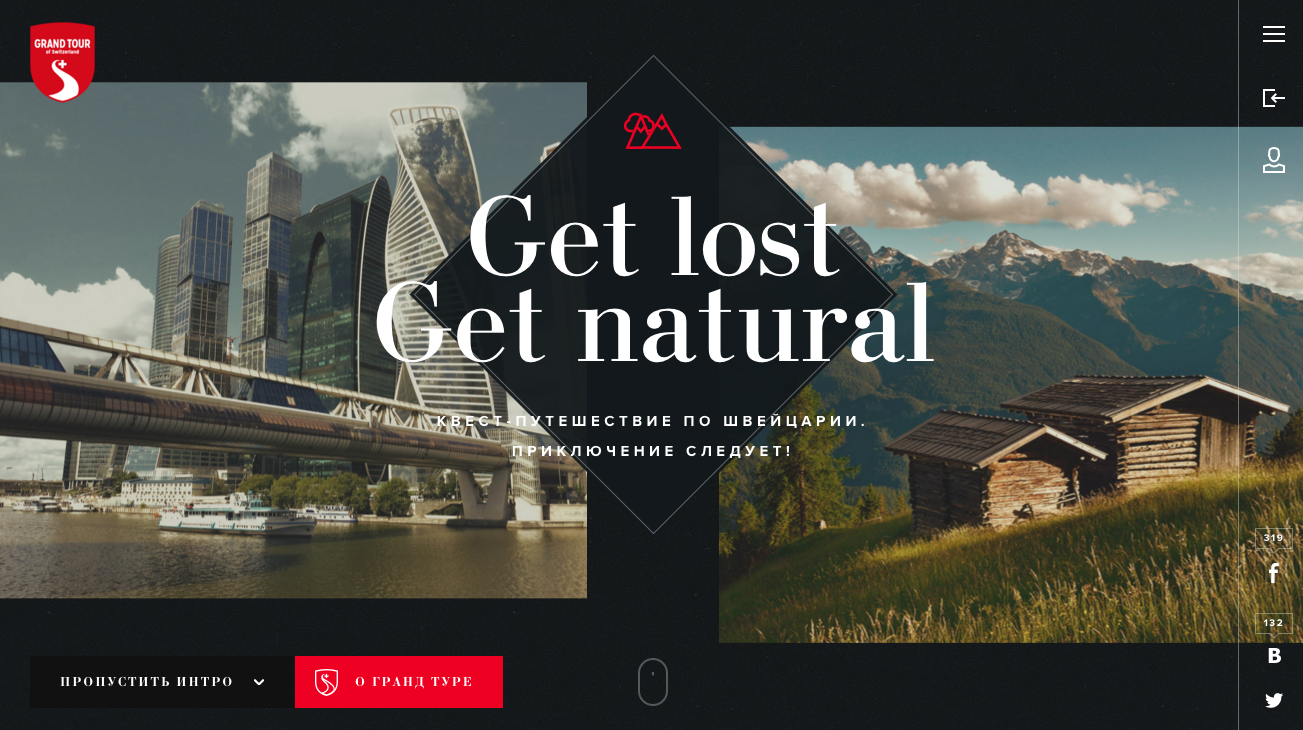 GRAND TOUR
of Switzerland
Get lost
Get natural
КВЕСТ-ПУТЕШЕСТВИЕ ПО ШВЕЙЦАРИИ.
ПРИКЛЮЧЕНИЕ СЛЕДУЕТ!
319
132
B
ПРОПУСТИТЬ ИНТРО
О ГРАНД ТУРЕ